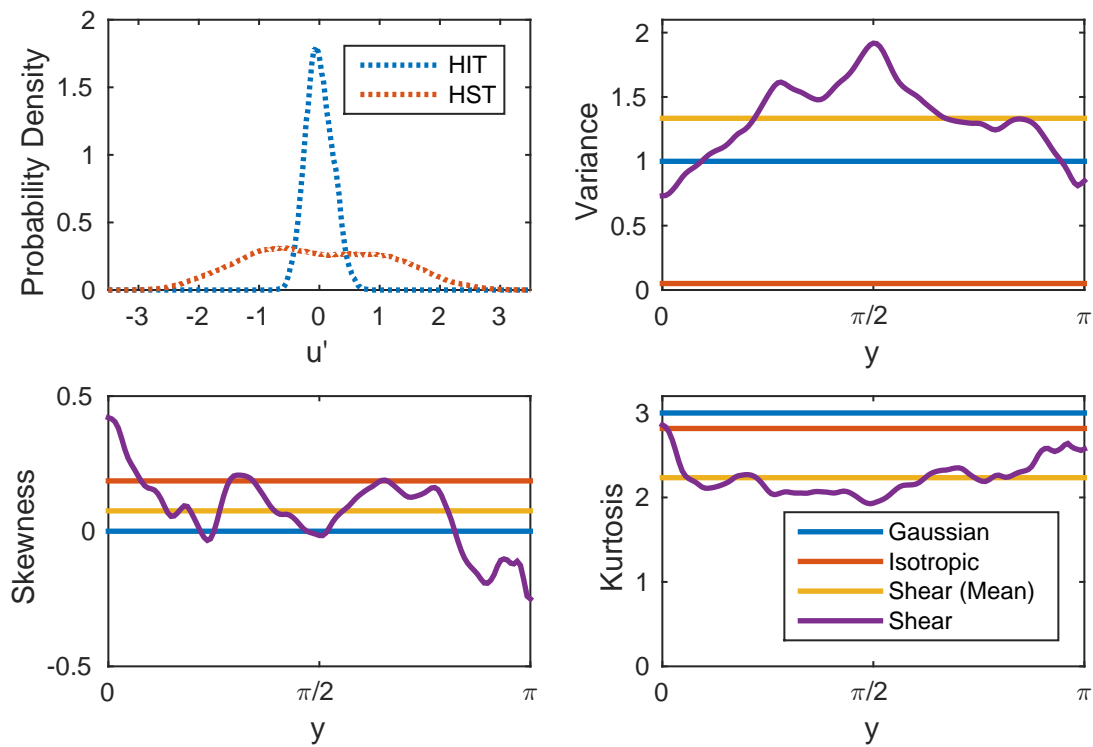 2
1.5
1
0.5
0
Probability Density
-3 -2 -1 0 1 2 3
u'
HIT
HST
2
1.5
1
0.5
0
Variance
0 π/2 π
y
0.5
0
-0.5
Skewness
0 π/2 π
y
3
2
1
0
Kurtosis
0 π/2 π
y
Gaussian
Isotropic
Shear (Mean)
Shear